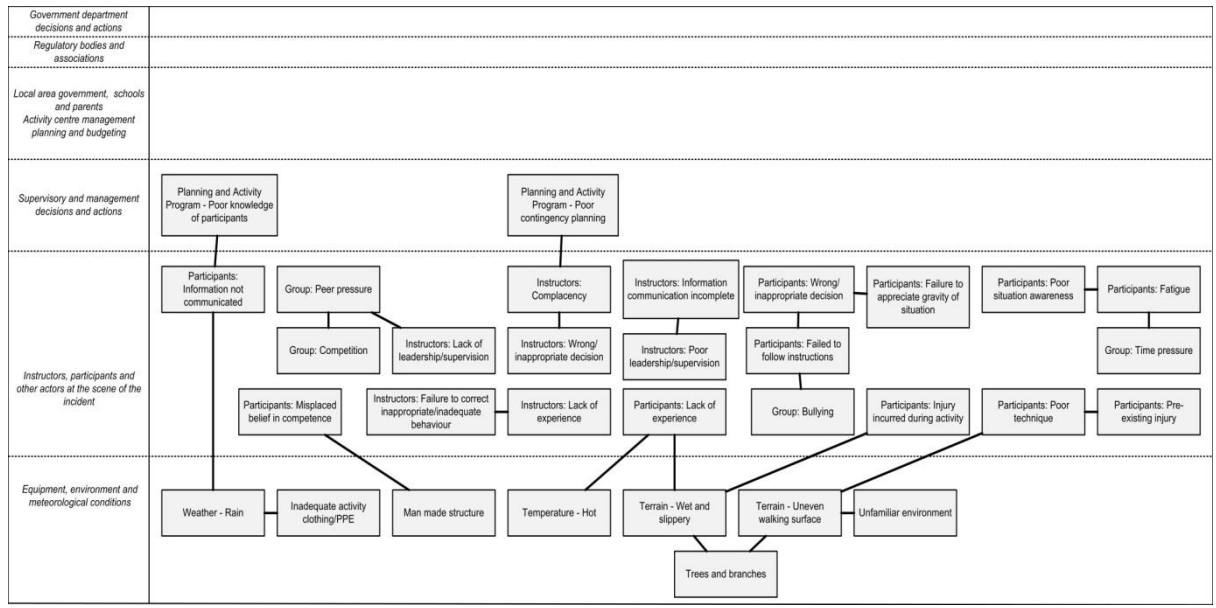 Government department
decisions and actions
Regulatory bodies and
associations
Local area government, schools
and parents
Activity centre management
planning and budgeting
Supervisory and management
decisions and actions
Planning and Activity
Program - Poor knowledge
of participants
Planning and Activity
Program - Poor
contingency planning
Instructors, participants and
other actors at the scene of the
incident
Participants:
Information not
communicated
Group: Peer pressure
Instructors:
Complacency
Instructors: Information
communication incomplete
Participants: Wrong/
inappropriate decision
Participants: Failure to
appreciate gravity of
situation
Participants: Poor
situation awareness
Participants: Fatigue
Group: Competition
Instructors: Lack of
leadership/supervision
Instructors: Wrong/
inappropriate decision
Instructors: Poor
leadership/supervision
Participants: Failed to
follow instructions
Group: Time pressure
Participants: Misplaced
belief in competence
Instructors: Failure to correct
inappropriate/inadequate
behaviour
Instructors: Lack of
experience
Participants: Lack of
experience
Group: Bullying
Participants: Injury
incurred during activity
Participants: Poor
technique
Participants: Pre-
existing injury
Equipment, environment and
meteorological conditions
Weather - Rain
Inadequate activity
clothing/PPE
Man made structure
Temperature - Hot
Terrain - Wet and
slippery
Terrain - Uneven
walking surface
Unfamiliar environment
Trees and branches